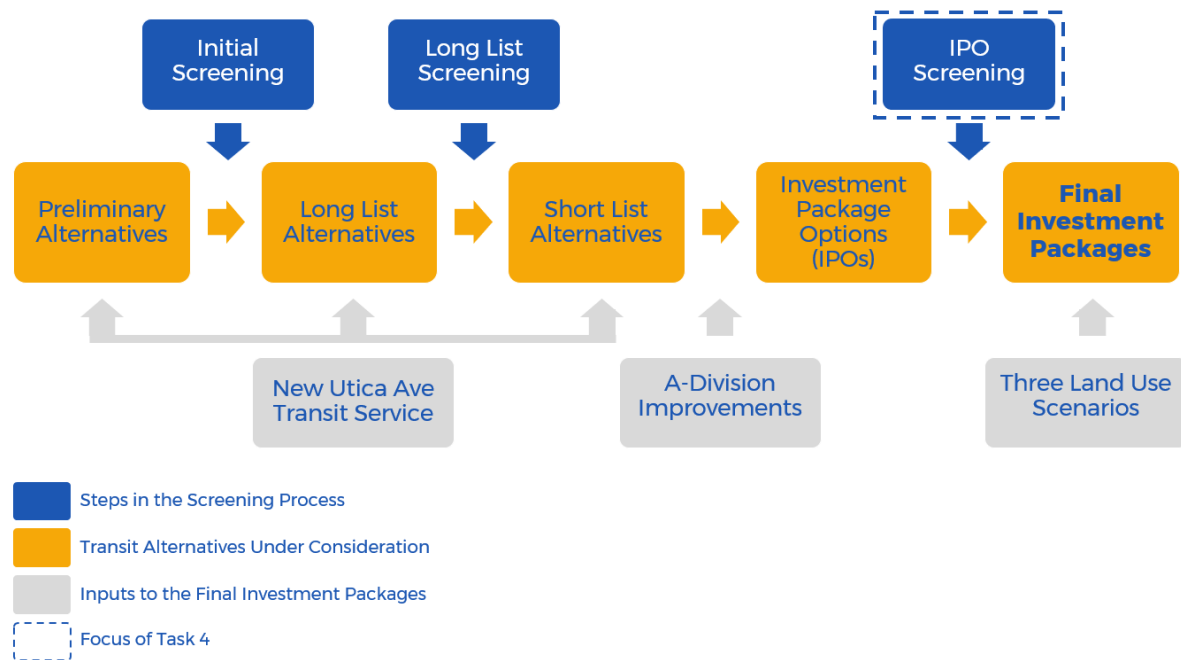 Initial
Screening
Long List
Screening
IPO
Screening
Preliminary
Alternatives
Long List
Alternatives
Short List
Alternatives
Investment
Package
Options
(IPOs)
Final
Investment
Packages
New Utica Ave
Transit Service
A-Division
Improvements
Three Land Use
Scenarios
Steps in the Screening Process
Transit Alternatives Under Consideration
Inputs to the Final Investment Packages
Focus of Task 4